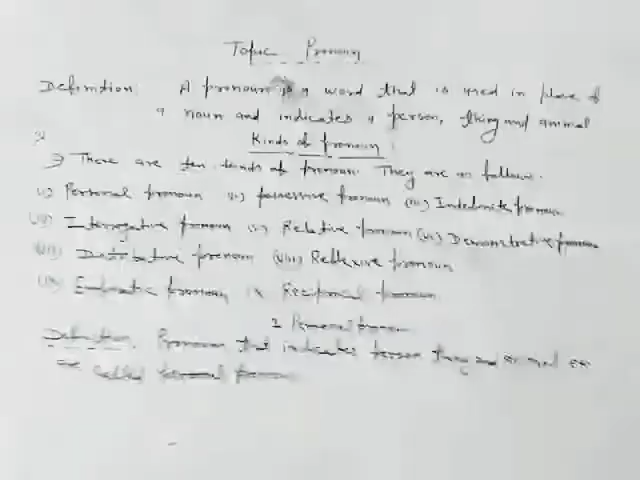 Topic Pronoun
Definition: A pronoun is a word that is used in place of
a noun and indicates a person, thing and animal
Kinds of pronoun
There are ten kinds of pronoun. They are as follows.
(i) Personal pronoun (ii) possessive pronoun (iii) Indefinite pronoun
(iv) Interrogative pronoun (v) Relative pronoun (vi) Demonstrative pronoun
(vii) Distributive pronoun (viii) Reflexive pronoun
(ix) Emphatic pronoun x Reciprocal pronoun
1 Personal pronoun
Definition. Pronoun that indicates person thing and animal
called personal pronoun